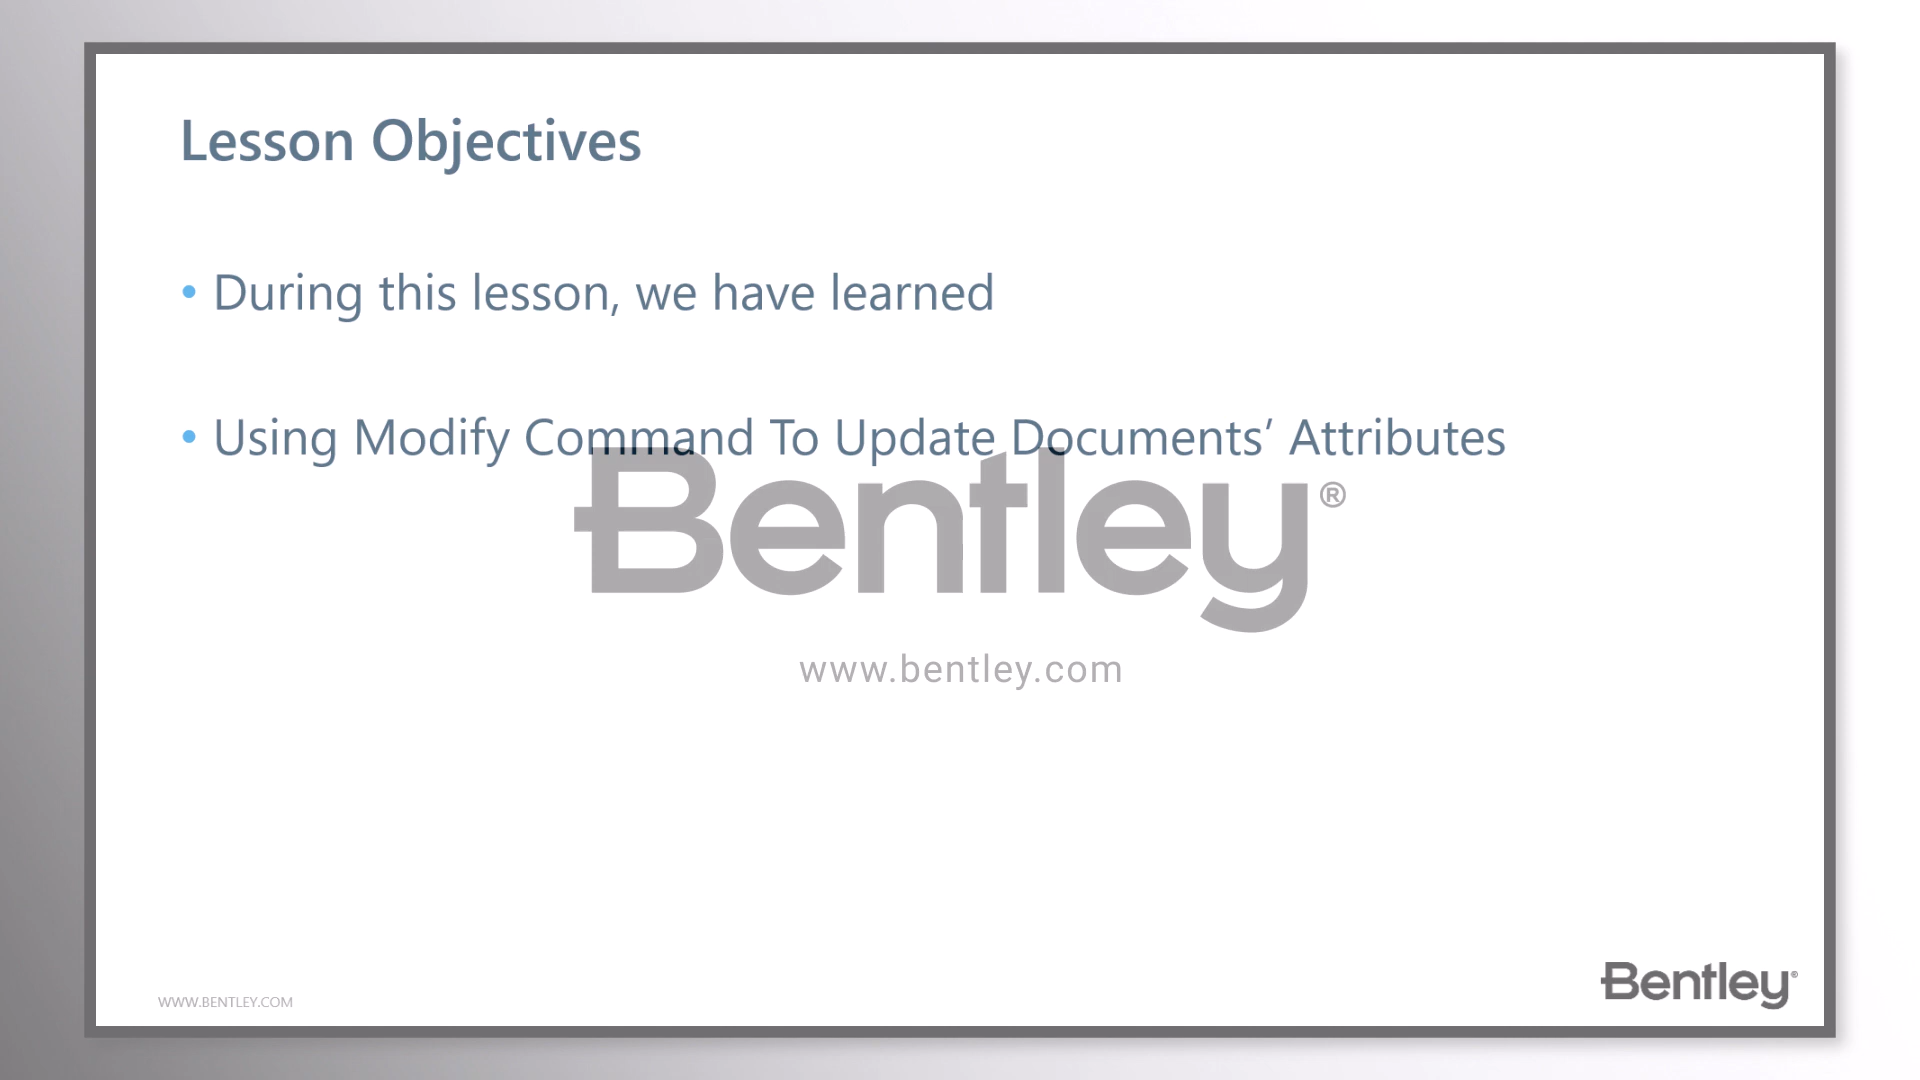 Lesson Objectives
• During this lesson, we have learned
• Using Modify Command To Update Documents’ Attributes
Bentley®
www.bentley.com
WWW.BENTLEY.COM
Bentley®